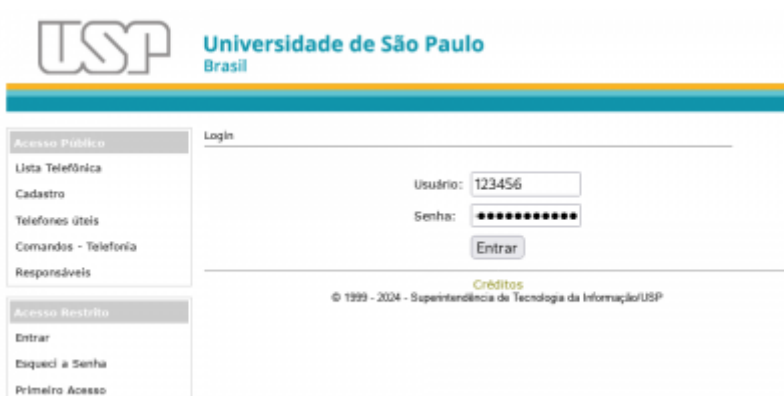 USP
Universidade de São Paulo
Brasil
Acesso Público
Lista Telefônica
Cadastro
Telefones úteis
Comandos - Telefonia
Responsáveis
Acesso Restrito
Entrar
Esqueci a Senha
Primeiro Acesso
Login
Usuário: 123456
Senha: ●●●●●●●●●●●
Entrar
Créditos
© 1999 - 2024 - Superintendência de Tecnologia da Informação/USP